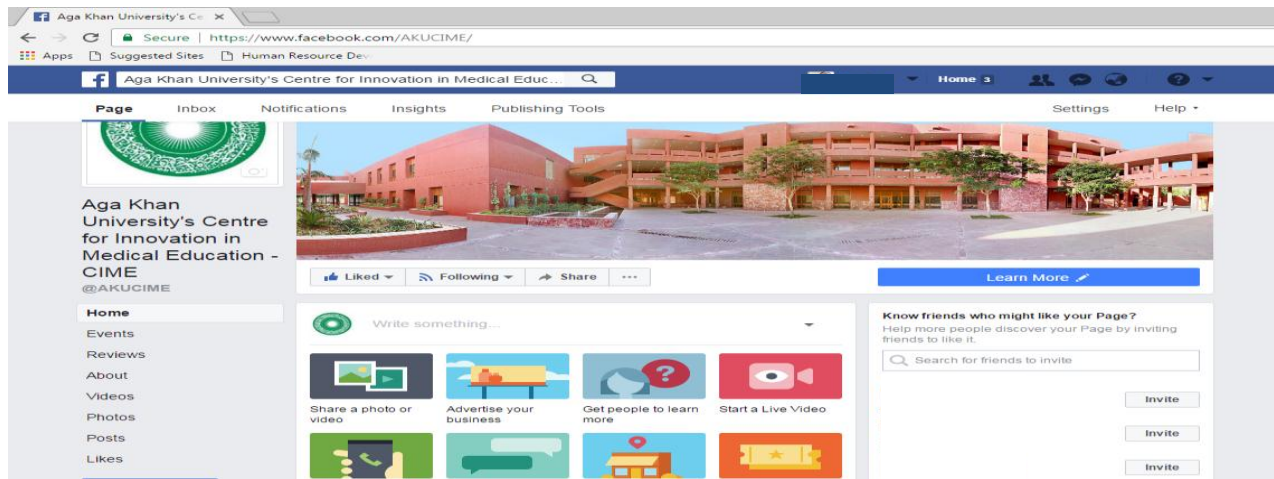 Aga Khan University's Ce
Secure | https://www.facebook.com/AKUCIME/
Apps Suggested Sites Human Resource Dev
f Aga Khan University's Centre for Innovation in Medical Educ... Home 3
Page Inbox Notifications Insights Publishing Tools Settings Help
Aga Khan
University's Centre
for Innovation in
Medical Education -
CIME
@AKUCIME
Liked Following Share ... Learn More
Home
Events
Reviews
About
Videos
Photos
Posts
Likes
Write something...
Share a photo or
video
Advertise your
business
Get people to learn
more
Start a Live Video
Know friends who might like your Page?
Help more people discover your Page by inviting
friends to like it.
Search for friends to invite
Invite
Invite
Invite